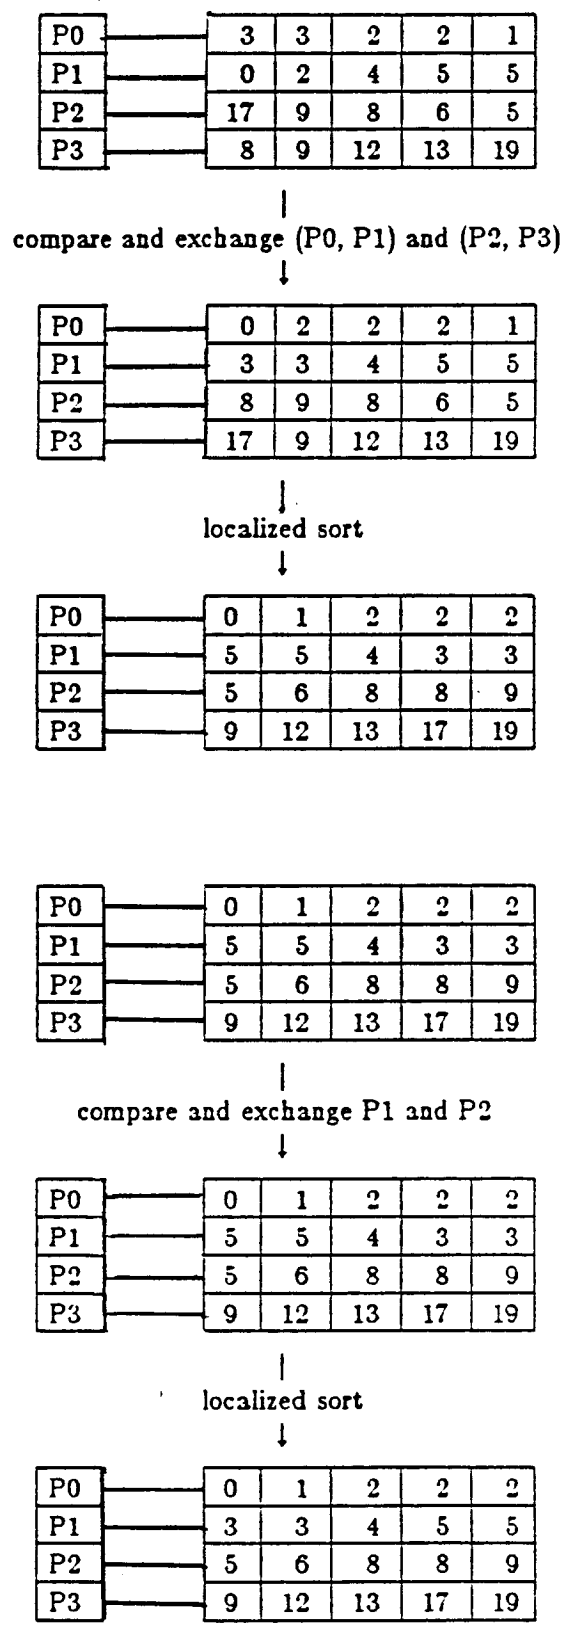 P0 3 3 2 2 1
P1 0 2 4 5 5
P2 17 9 8 6 5
P3 8 9 12 13 19
compare and exchange (P0, P1) and (P2, P3)
P0 0 2 2 2 1
P1 3 3 4 5 5
P2 8 9 8 6 5
P3 17 9 12 13 19
localized sort
P0 0 1 2 2 2
P1 5 5 4 3 3
P2 5 6 8 8 9
P3 9 12 13 17 19
P0 0 1 2 2 2
P1 5 5 4 3 3
P2 5 6 8 8 9
P3 9 12 13 17 19
compare and exchange P1 and P2
P0 0 1 2 2 2
P1 5 5 4 3 3
P2 5 6 8 8 9
P3 9 12 13 17 19
localized sort
P0 0 1 2 2 2
P1 3 3 4 5 5
P2 5 6 8 8 9
P3 9 12 13 17 19